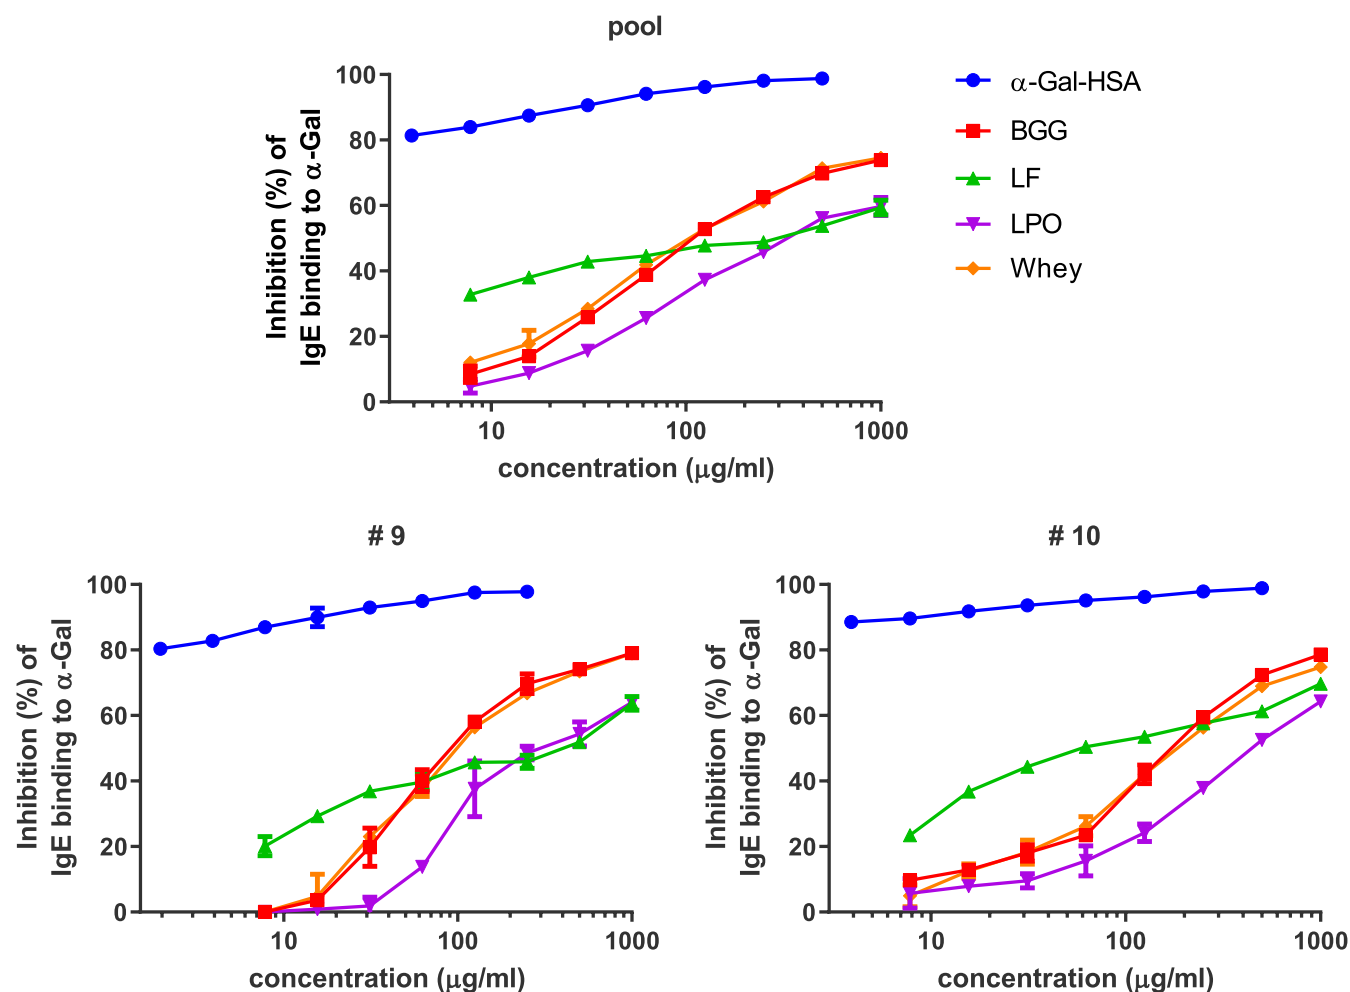 pool
α-Gal-HSA
BGG
LF
LPO
Whey
Inhibition (%) of
IgE binding to α-Gal
100
80
60
40
20
0
10
100
1000
concentration (μg/ml)
# 9
Inhibition (%) of
IgE binding to α-Gal
100
80
60
40
20
0
10
100
1000
concentration (μg/ml)
# 10
Inhibition (%) of
IgE binding to α-Gal
100
80
60
40
20
0
10
100
1000
concentration (μg/ml)